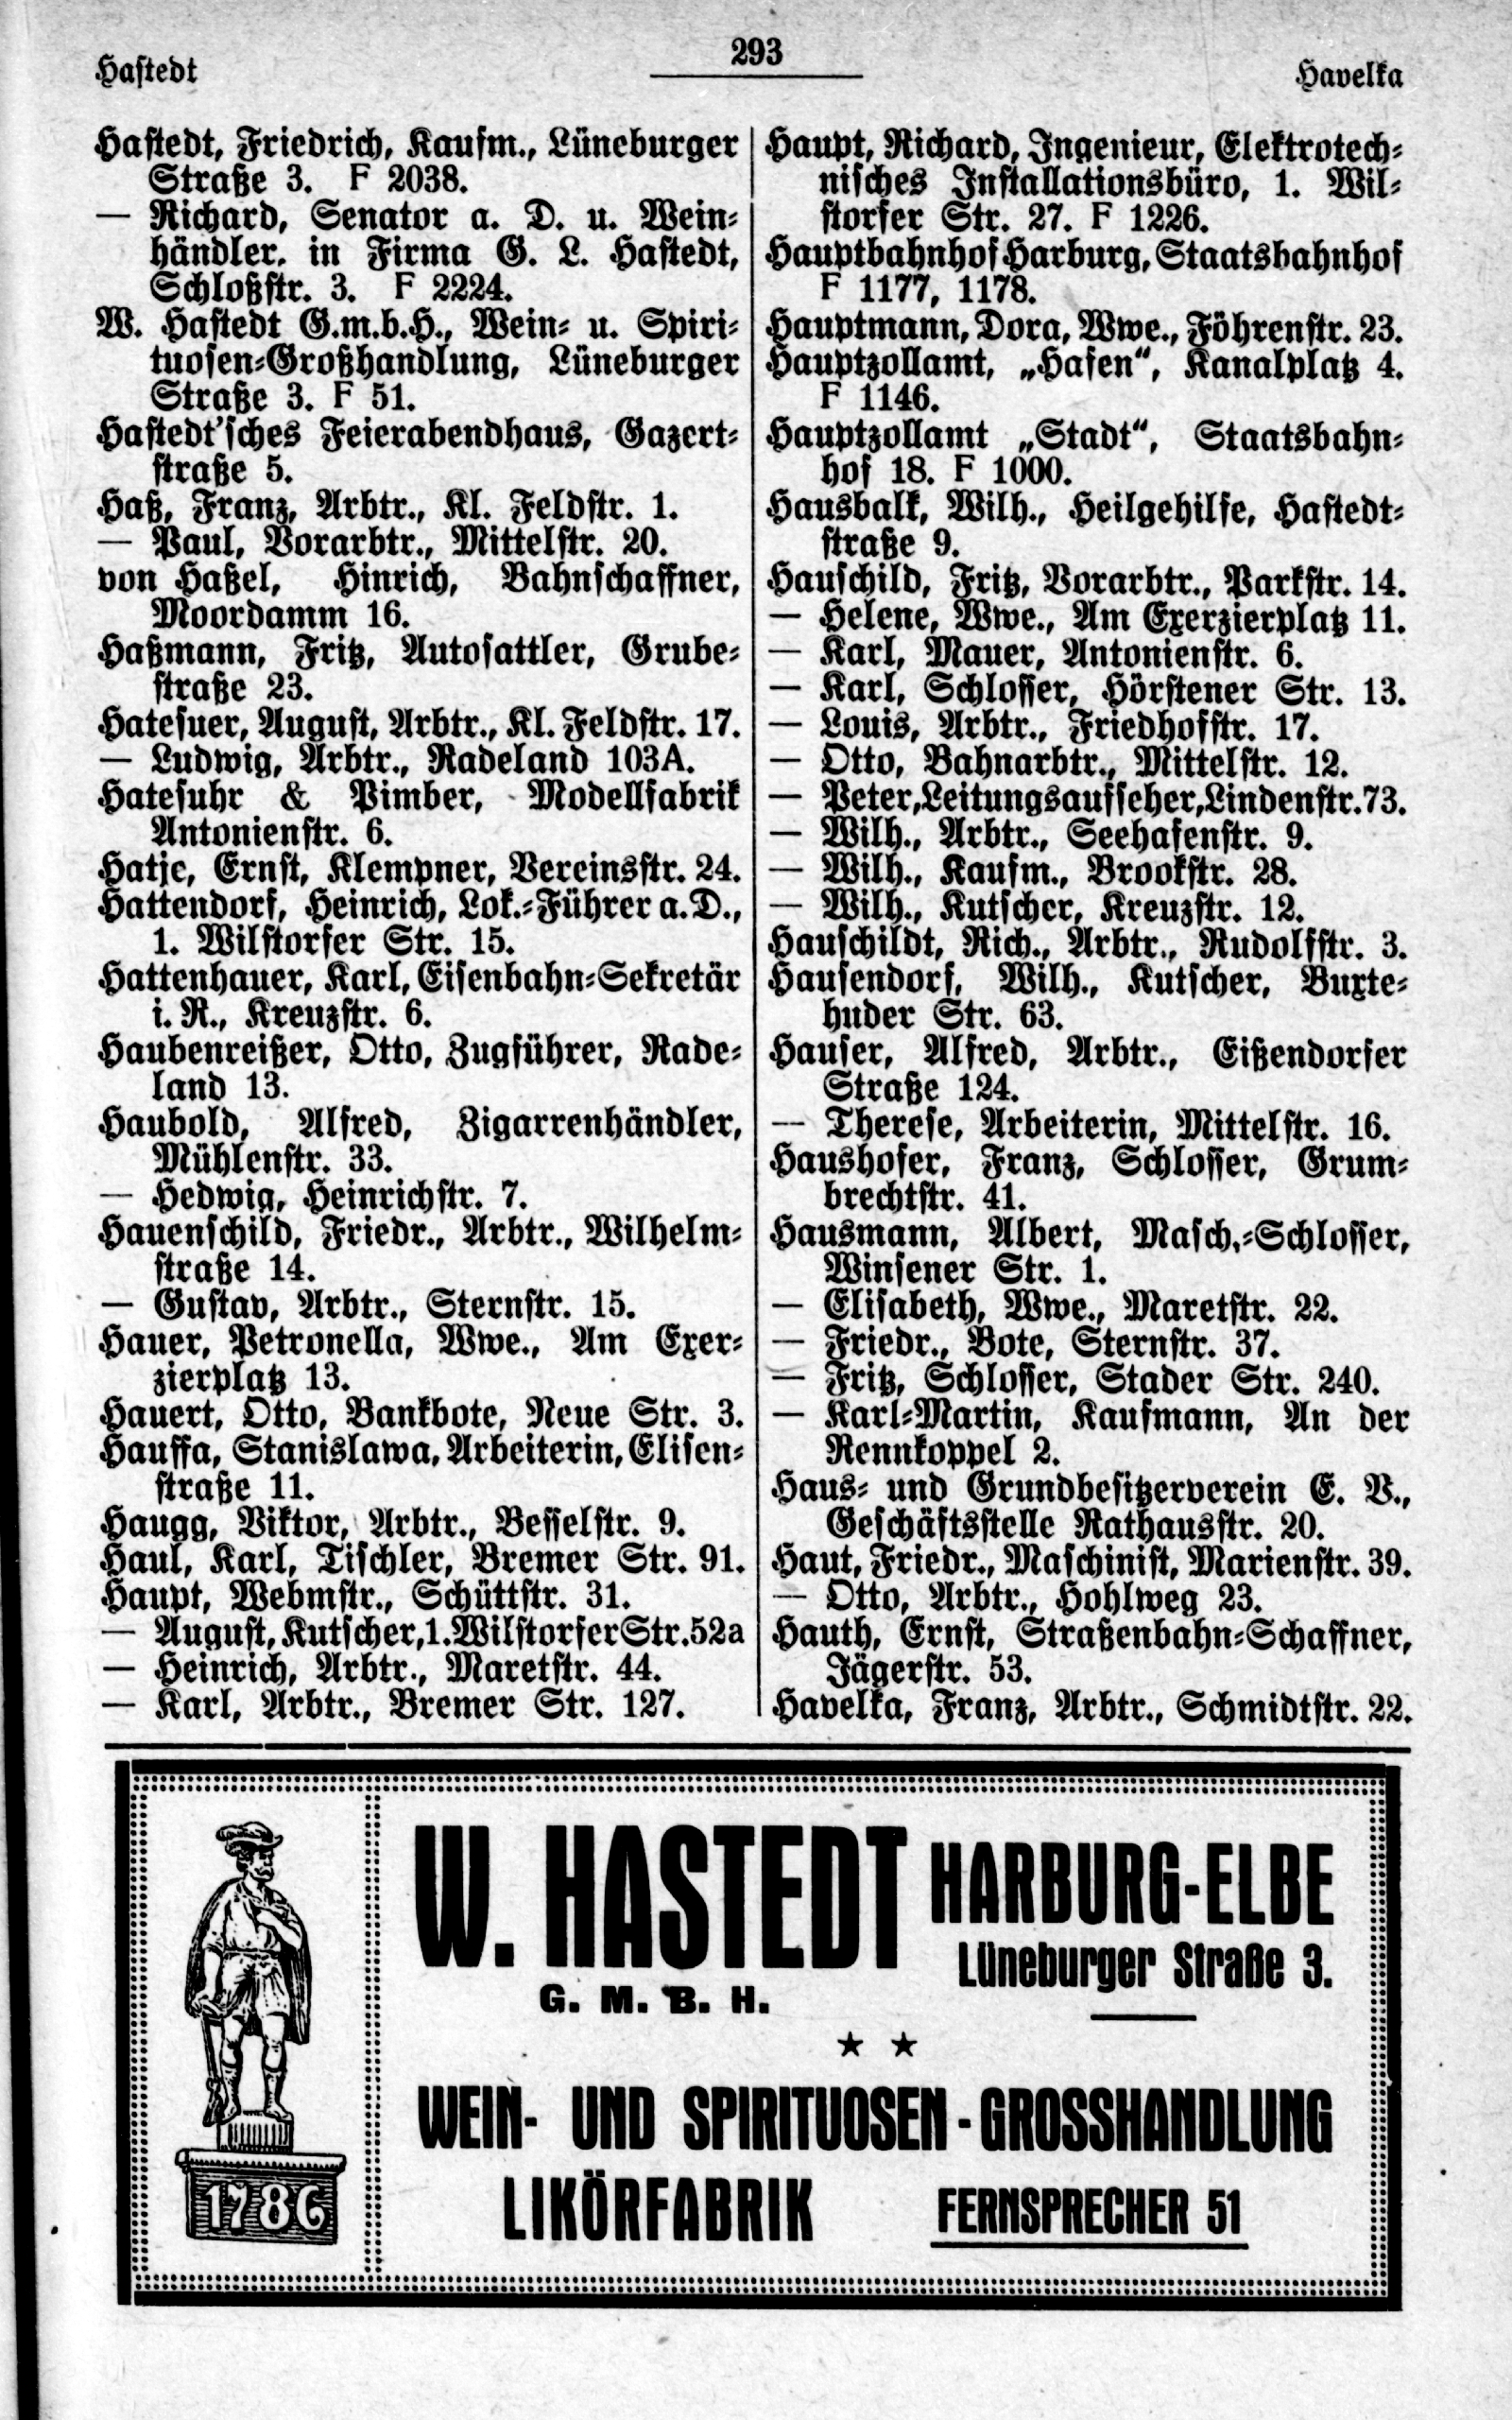 Hastedt
293
Havelka
Hastedt, Friedrich, Kaufm., Lüneburger
Straße 3. F 2038.
— Richard, Senator a. D. u. Wein-
händler. in Firma G. L. Hastedt,
Schloßstr. 3. F 2224.
W. Hastedt G.m.b.H., Wein- u. Spiri-
tuosen-Großhandlung, Lüneburger
Straße 3. F 51.
Hastedt'sches Feierabendhaus, Gazert-
straße 5.
Haß, Franz, Arbtr., Kl. Feldstr. 1.
— Paul, Vorarbtr., Mittelstr. 20.
von Haßel, Hinrich, Bahnschaffner,
Moordamm 16.
Haßmann, Fritz, Autosattler, Grube-
straße 23.
Hatesuer, August, Arbtr., Kl. Feldstr. 17.
— Ludwig, Arbtr., Radeland 103A.
Hatesuhr & Pimber, Modellfabrik
Antonienstr. 6.
Hatje, Ernst, Klempner, Vereinsstr. 24.
Hattendorf, Heinrich, Lok.-Führer a. D.,
1. Wilstorfer Str. 15.
Hattenhauer, Karl, Eisenbahn-Sekretär
i. R., Kreuzstr. 6.
Haubenreißer, Otto, Zugführer, Rade-
land 13.
Haubold, Alfred, Zigarrenhändler,
Mühlenstr. 33.
— Hedwig, Heinrichstr. 7.
Hauenschild, Friedr., Arbtr., Wilhelm-
straße 14.
— Gustav, Arbtr., Sternstr. 15.
Hauer, Petronella, Wwe., Am Exer-
zierplatz 13.
Hauert, Otto, Bankbote, Neue Str. 3.
Hauffa, Stanislawa, Arbeiterin, Elisen-
straße 11.
Haugg, Viktor, Arbtr., Besselstr. 9.
Haul, Karl, Tischler, Bremer Str. 91.
Haupt, Webmstr., Schüttstr. 31.
— August, Kutscher, 1. Wilstorfer Str. 52a
— Heinrich, Arbtr., Maretstr. 44.
— Karl, Arbtr., Bremer Str. 127.
Haupt, Richard, Ingenieur, Elektrotech-
nisches Installationsbüro, 1. Wil-
storfer Str. 27. F 1226.
Hauptbahnhof Harburg, Staatsbahnhof
F 1177, 1178.
Hauptmann, Dora, Wwe., Föhrenstr. 23.
Hauptzollamt, „Hafen“, Kanalplatz 4.
F 1146.
Hauptzollamt „Stadt“, Staatsbahn-
hof 18. F 1000.
Hausbalk, Wilh., Heilgehilfe, Hastedt-
straße 9.
Hauschild, Fritz, Vorarbtr., Parkstr. 14.
— Helene, Wwe., Am Exerzierplatz 11.
— Karl, Mauer, Antonienstr. 6.
— Karl, Schlosser, Hörstener Str. 13.
— Louis, Arbtr., Friedhofstr. 17.
— Otto, Bahnarbtr., Mittelstr. 12.
— Peter, Leitungsaufseher, Lindenstr. 73.
— Wilh., Arbtr., Seehafenstr. 9.
— Wilh., Kaufm., Brookstr. 28.
— Wilh., Kutscher, Kreuzstr. 12.
Hauschildt, Rich., Arbtr., Rudolfstr. 3.
Hausendorf, Wilh., Kutscher, Buxte-
huder Str. 63.
Hauser, Alfred, Arbtr., Eißendorfer
Straße 124.
— Therese, Arbeiterin, Mittelstr. 16.
Haushofer, Franz, Schlosser, Grum-
brechtstr. 41.
Hausmann, Albert, Masch.-Schlosser,
Winsener Str. 1.
— Elisabeth, Wwe., Maretstr. 22.
— Friedr., Bote, Sternstr. 37.
— Fritz, Schlosser, Stader Str. 240.
— Karl-Martin, Kaufmann, An der
Rennkoppel 2.
Haus- und Grundbesitzerverein E. V.,
Geschäftsstelle Rathausstr. 20.
Haut, Friedr., Maschinist, Marienstr. 39.
— Otto, Arbtr., Hohlweg 23.
Hauth, Ernst, Straßenbahn-Schaffner,
Jägerstr. 53.
Havelka, Franz, Arbtr., Schmidtstr. 22.
W. HASTEDT HARBURG-ELBE
Lüneburger Straße 3.
G. M. B. H.
WEIN- UND SPIRITUOSEN-GROSSHANDLUNG
LIKÖRFABRIK FERNSPRECHER 51
1786